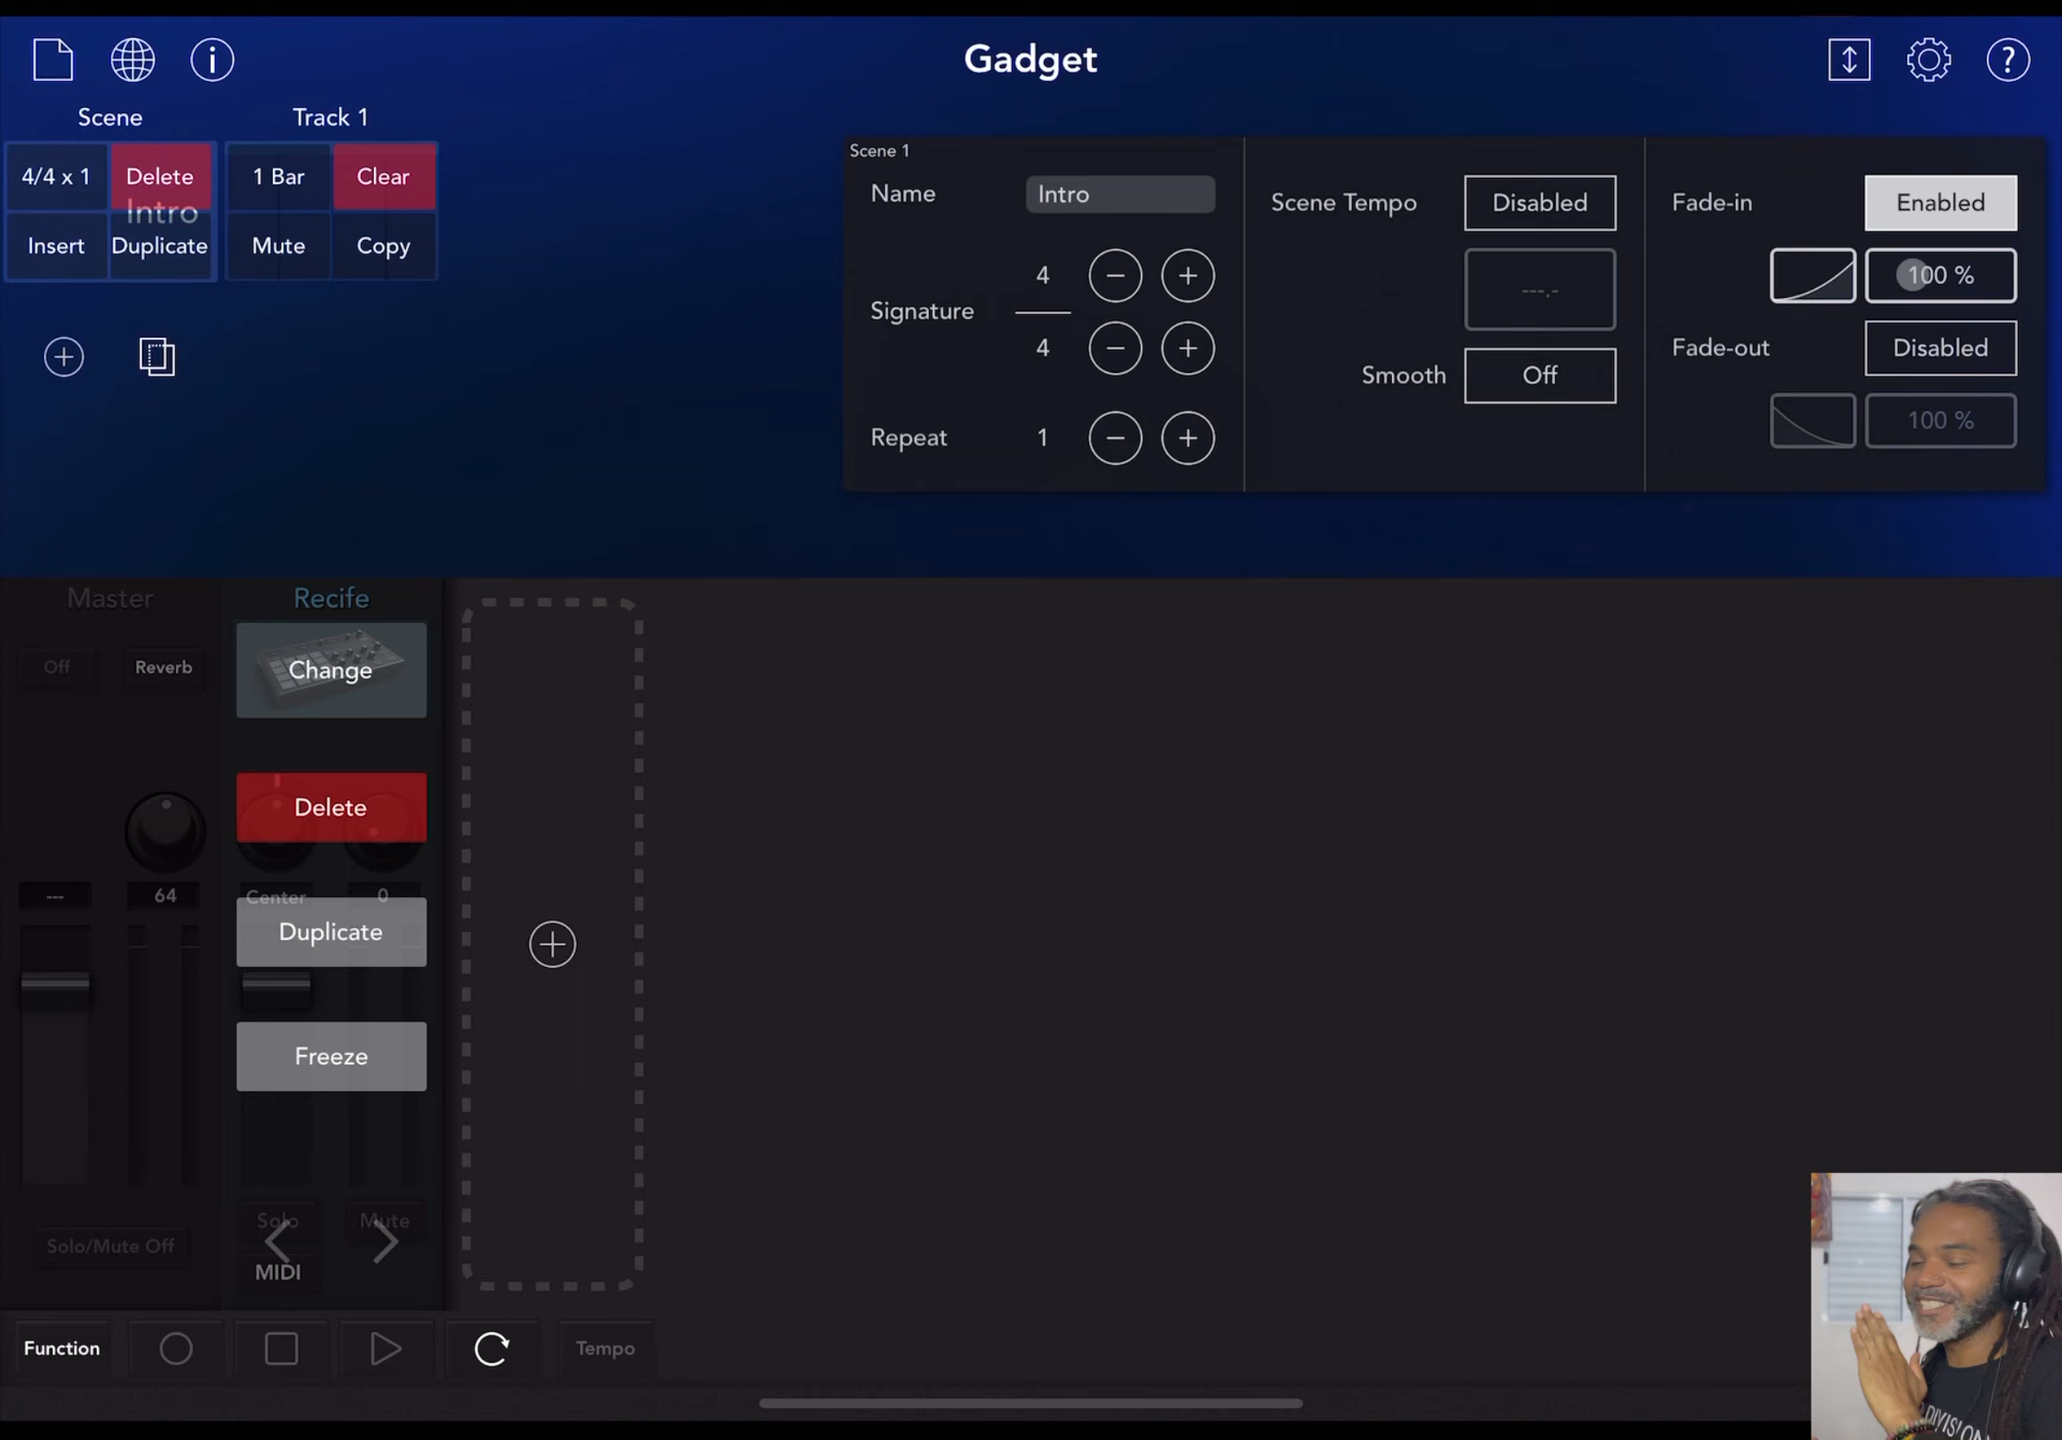 Gadget
Scene
Track 1
4/4 x 1
Delete
1 Bar
Clear
Intro
Insert
Duplicate
Mute
Copy
Scene 1
Name
Intro
Signature
4
4
Repeat
1
Scene Tempo
Disabled
---.-
Smooth
Off
Fade-in
Enabled
100 %
Fade-out
Disabled
100 %
Master
Recife
Off
Reverb
Change
Delete
---
64
Center
0
Duplicate
Freeze
Solo
Mute
Solo/Mute Off
MIDI
Function
Tempo
DIVISION